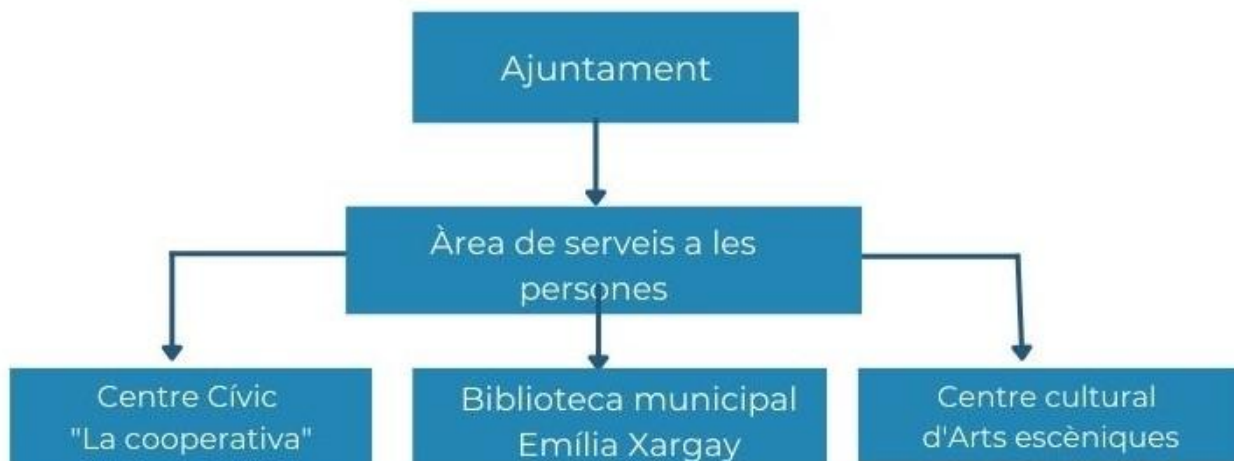 Ajuntament
Àrea de serveis a les
persones
Centre Cívic
"La cooperativa"
Biblioteca municipal
Emília Xargay
Centre cultural
d'Arts escèniques